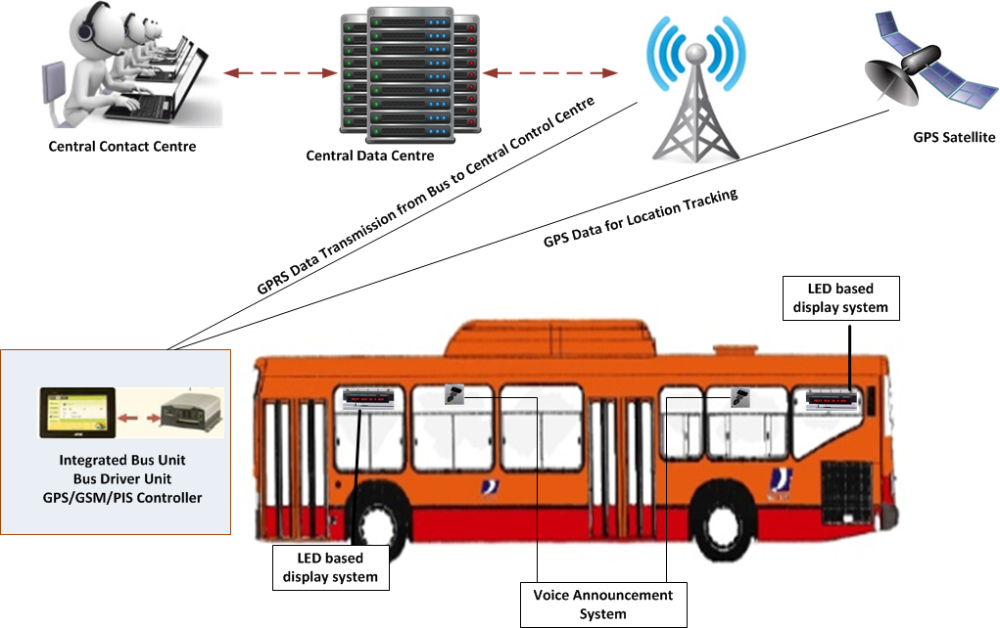 Central Contact Centre
Central Data Centre
GPS Satellite
GPRS Data Transmission from Bus to Central Control Centre
GPS Data for Location Tracking
LED based
display system
Integrated Bus Unit
Bus Driver Unit
GPS/GSM/PIS Controller
LED based
display system
Voice Announcement
System